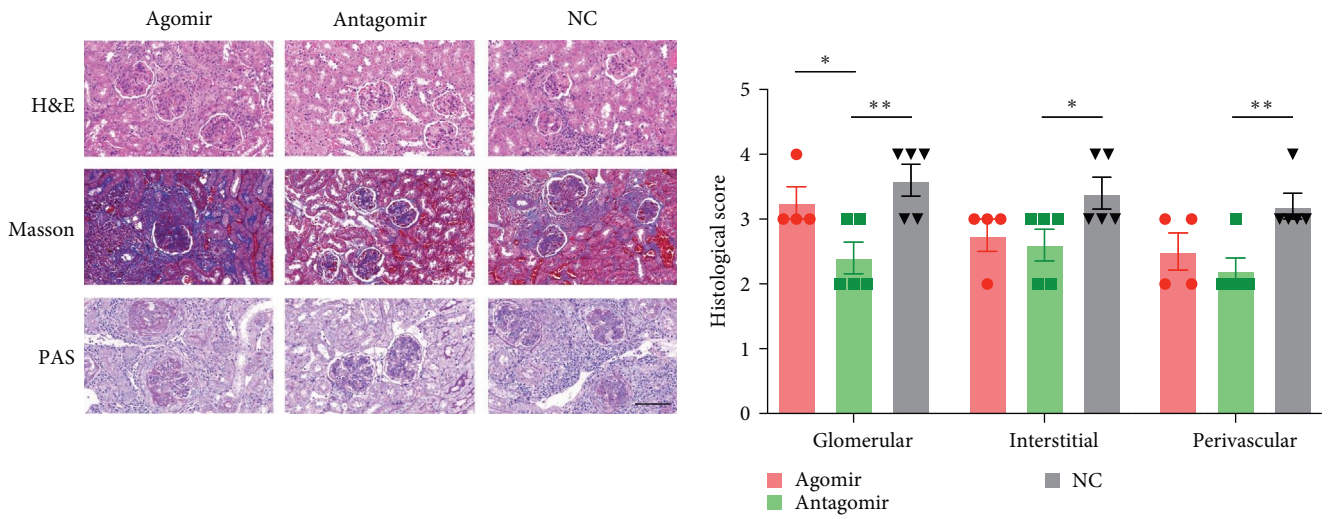 Agomir Antagomir NC
H&E
Masson
PAS
Histological score
5
4
3
2
1
0
* ** * **
Glomerular Interstitial Perivascular
Agomir NC
Antagomir